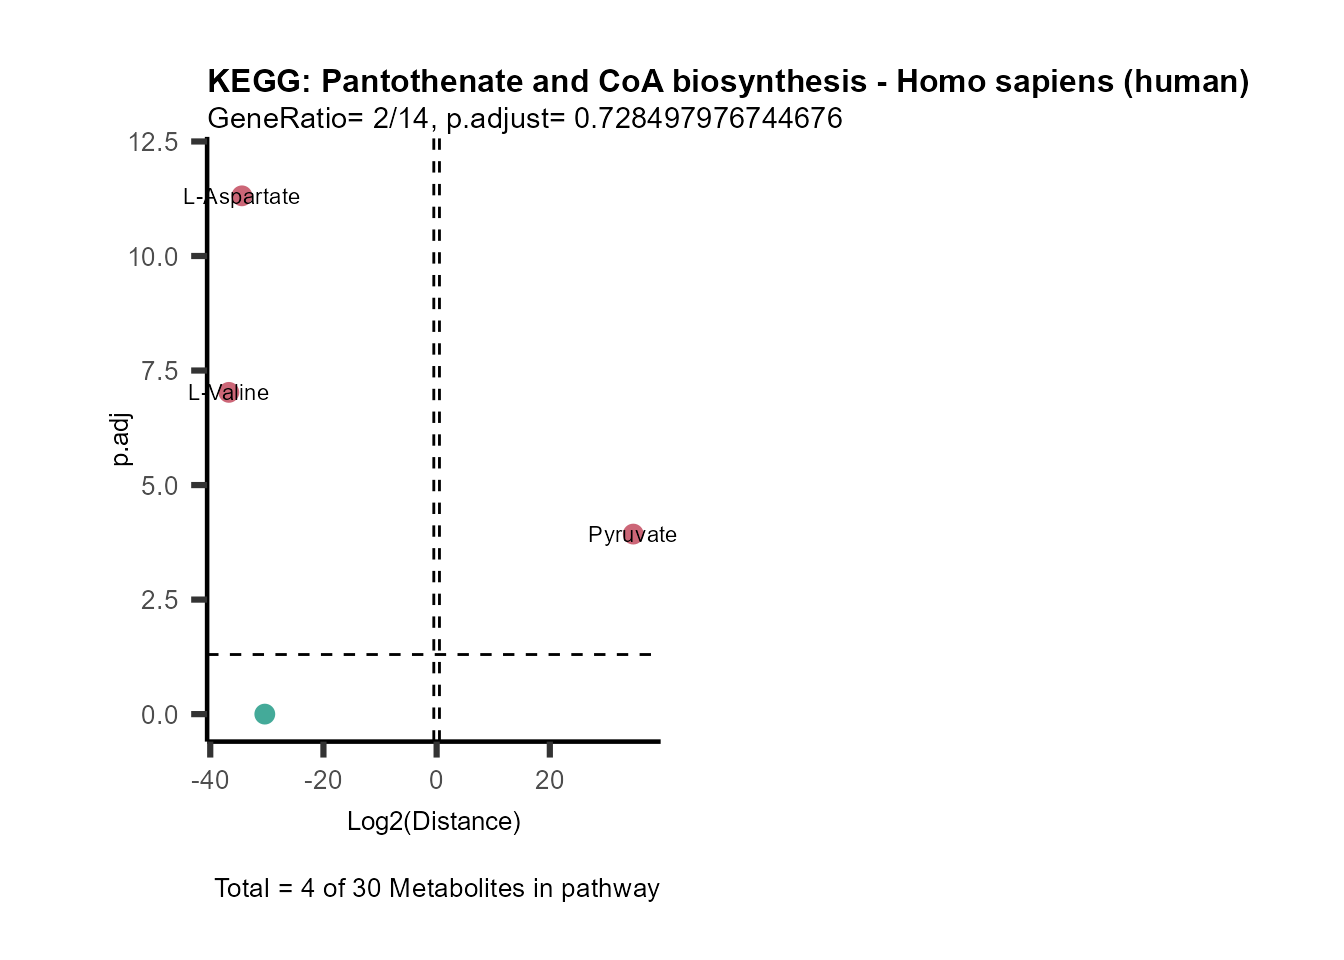 KEGG: Pantothenate and CoA biosynthesis - Homo sapiens (human)
GeneRatio= 2/14, p.adjust= 0.728497976744676
12.5
L-Aspartate
10.0
7.5
L-Valine
p.adj
5.0
Pyruvate
2.5
0.0
-40 -20 0 20
Log2(Distance)
Total = 4 of 30 Metabolites in pathway